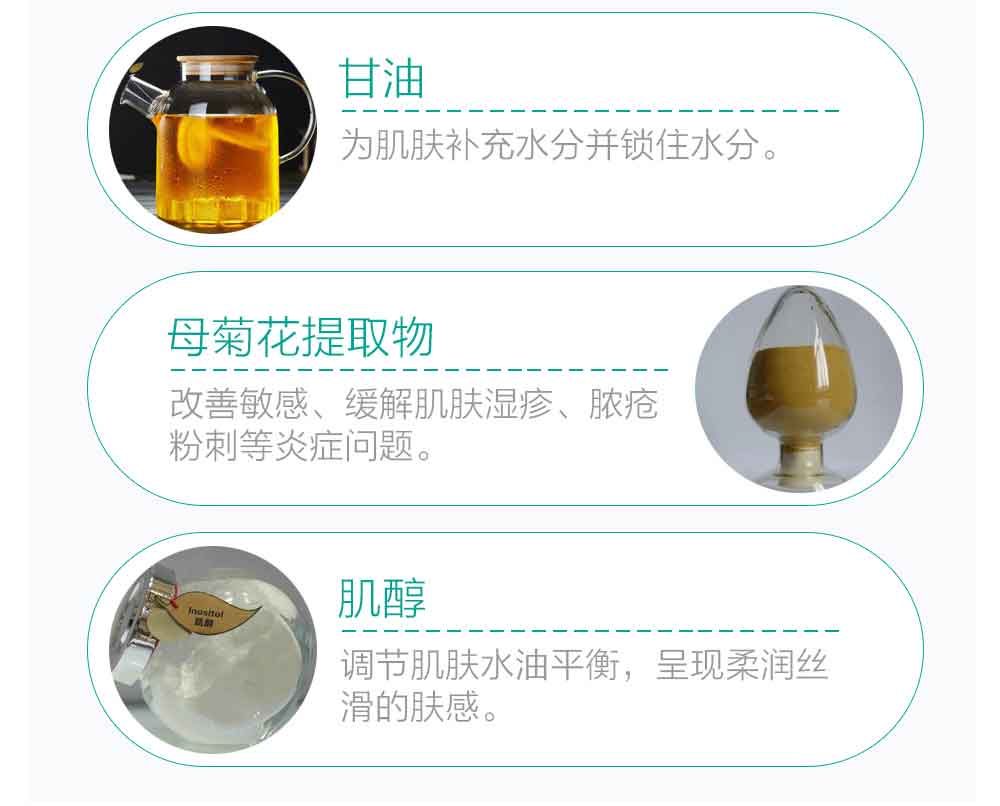 甘油
为肌肤补充水分并锁住水分。
母菊花提取物
改善敏感、缓解肌肤湿疹、脓疮
粉刺等炎症问题。
Inositol
肌醇
肌醇
调节肌肤水油平衡，呈现柔润丝
滑的肤感。